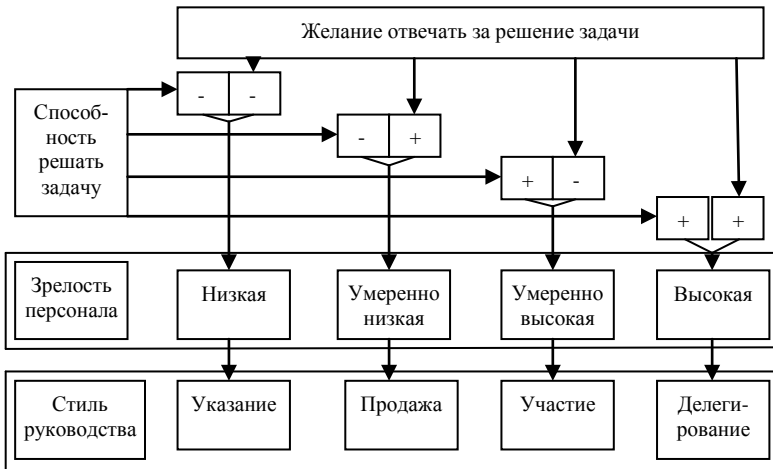 Желание отвечать за решение задачи
- -
Способ-
ность
решать
задачу
- +
+ -
+ +
Зрелость
персонала
Низкая
Умеренно
низкая
Умеренно
высокая
Высокая
Стиль
руководства
Указание
Продажа
Участие
Делеги-
рование